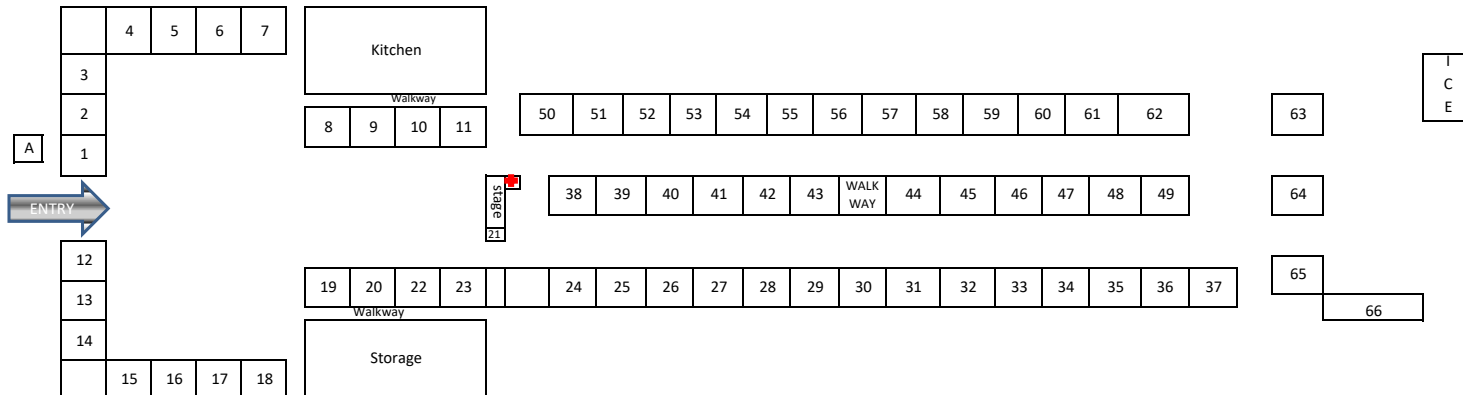 4 5 6 7
Kitchen
3
I
C
E
Walkway
2
50 51 52 53 54 55 56 57 58 59 60 61 62
63
8 9 10 11
A
1
stage
38 39 40 41 42 43
WALK
WAY
44 45 46 47 48 49
64
ENTRY
21
12
65
19 20 22 23
24 25 26 27 28 29 30 31 32 33 34 35 36 37
13
66
Walkway
14
Storage
15 16 17 18